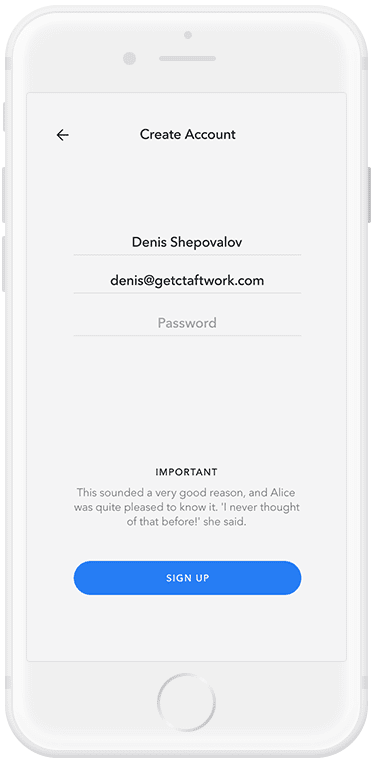 Create Account
Denis Shepovalov
denis@getctaftwork.com
Password
IMPORTANT
This sounded a very good reason, and Alice
was quite pleased to know it. 'I never thought
of that before!' she said.
SIGN UP